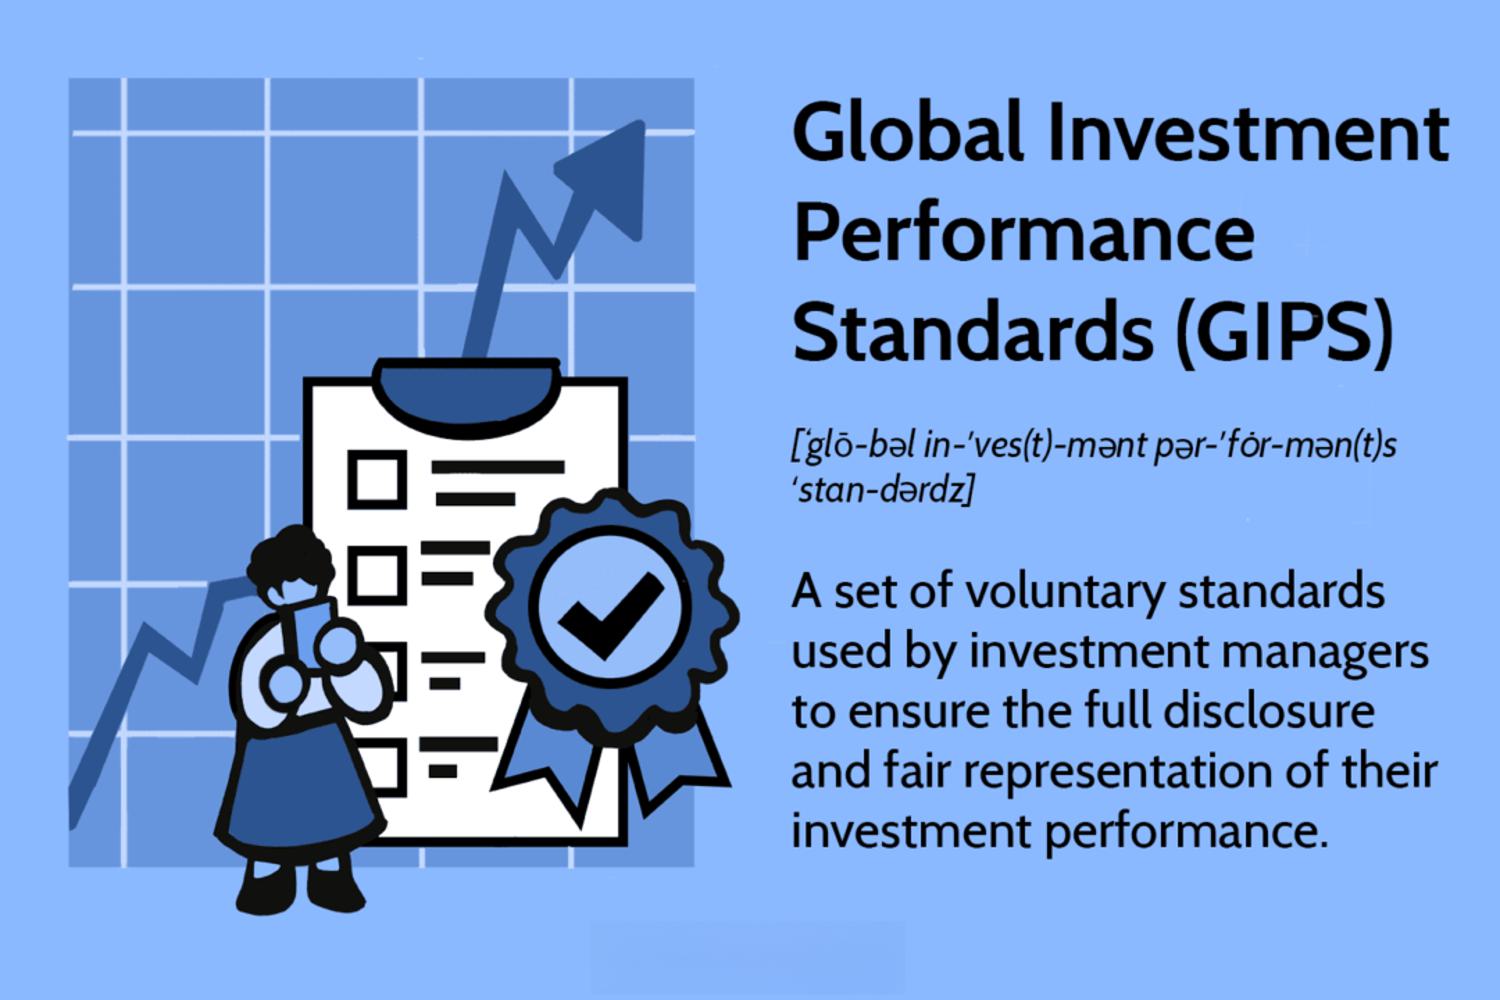 Global Investment
Performance
Standards (GIPS)
[ˈglō-bəl in-ˈves(t)-mənt pər-ˈfȯr-mən(t)s
ˈstan-dərdz]
A set of voluntary standards
used by investment managers
to ensure the full disclosure
and fair representation of their
investment performance.